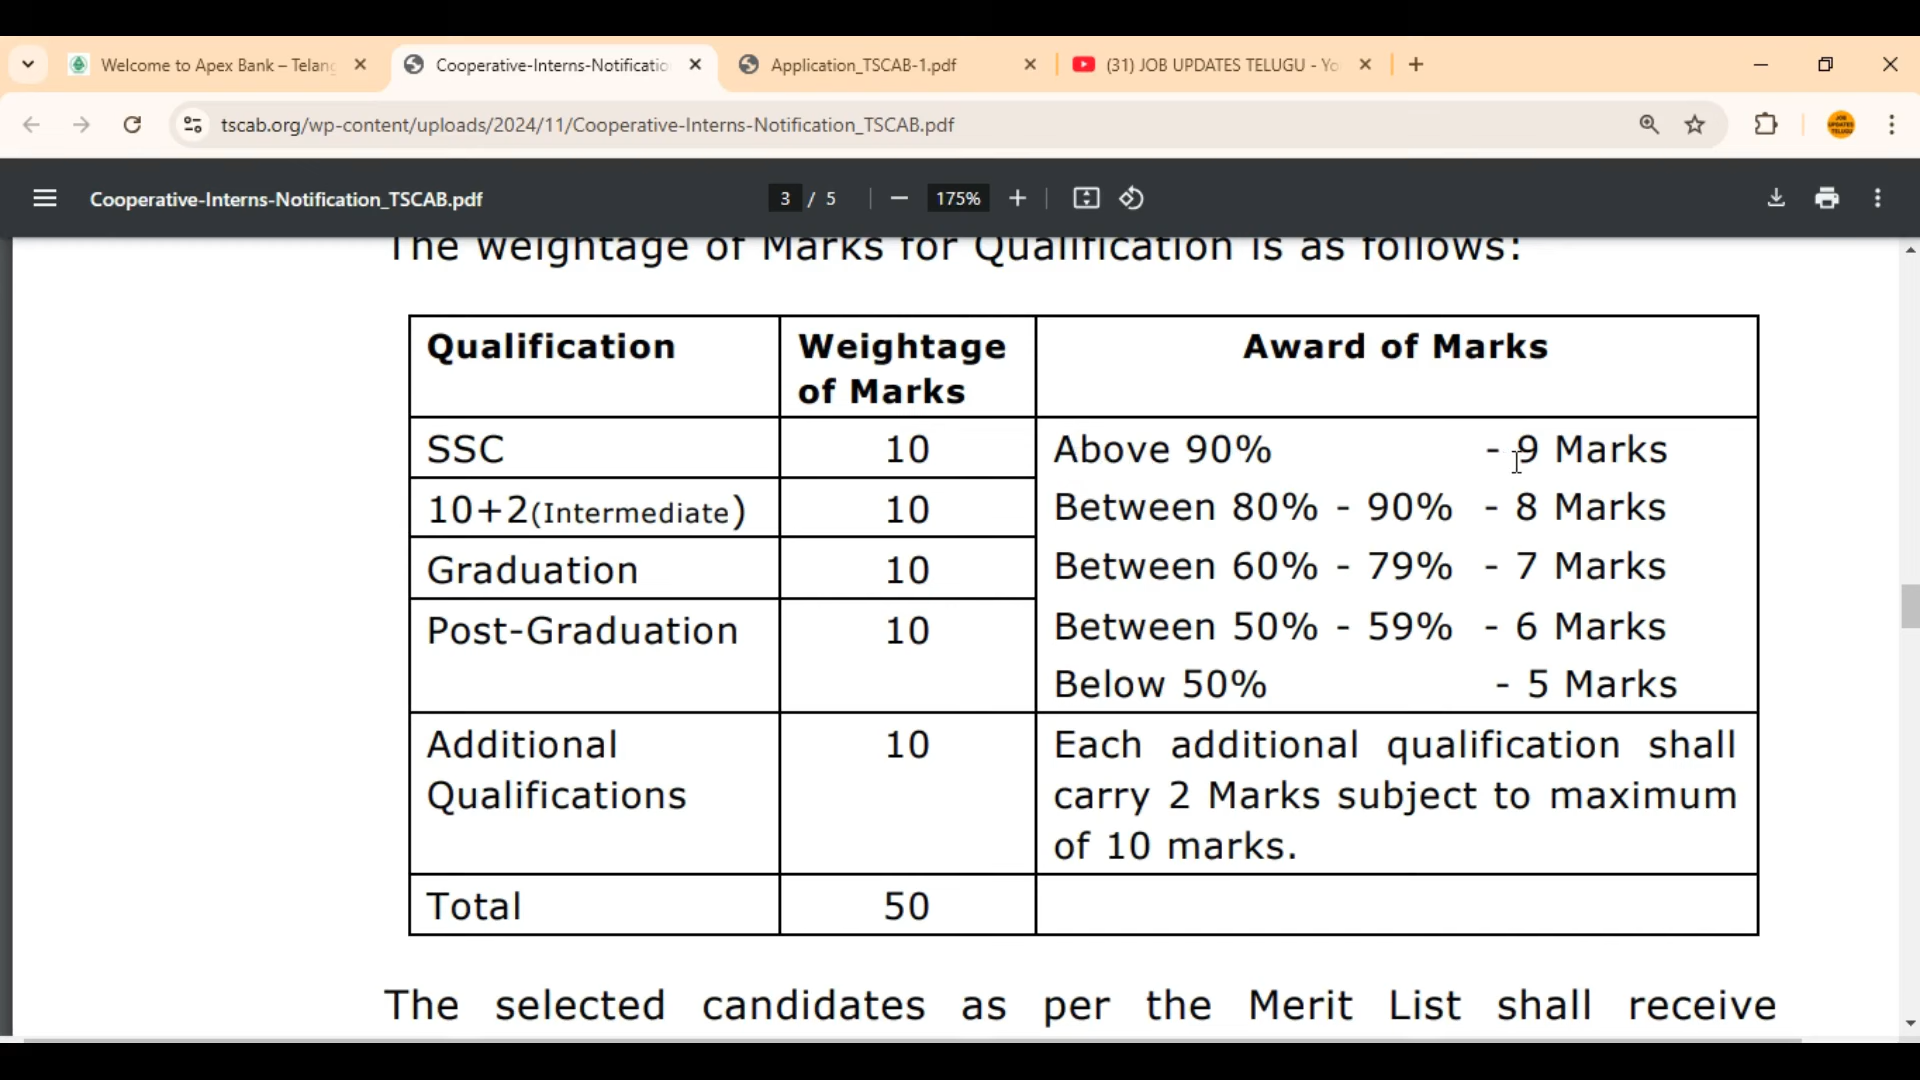 Welcome to Apex Bank – Telang
Cooperative-Interns-Notificatio
Application_TSCAB-1.pdf
(31) JOB UPDATES TELUGU - Yo
tscab.org/wp-content/uploads/2024/11/Cooperative-Interns-Notification_TSCAB.pdf
JOB UPDATES TELUGU
Cooperative-Interns-Notification_TSCAB.pdf
3 / 5
175%
The weightage of Marks for Qualification is as follows:
Qualification
Weightage
of Marks
Award of Marks
SSC
10
Above 90% - 9 Marks
10+2(Intermediate)
10
Between 80% - 90% - 8 Marks
Graduation
10
Between 60% - 79% - 7 Marks
Post-Graduation
10
Between 50% - 59% - 6 Marks
Below 50% - 5 Marks
Additional
Qualifications
10
Each additional qualification shall
carry 2 Marks subject to maximum
of 10 marks.
Total
50
The selected candidates as per the Merit List shall receive